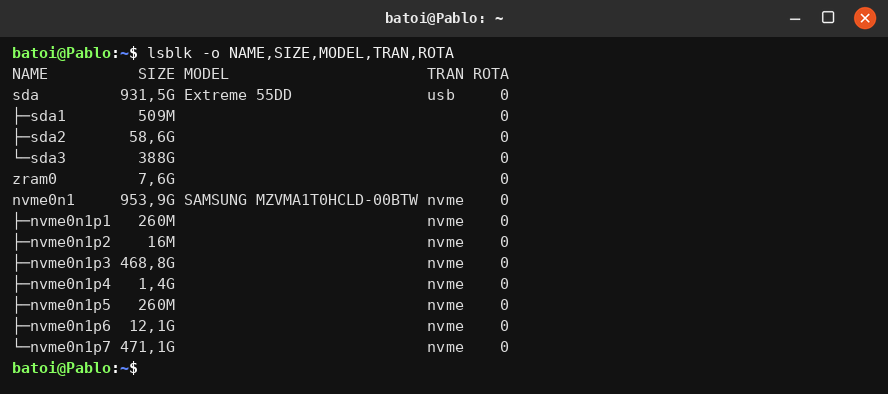 batoi@Pablo: ~
batoi@Pablo:~$ lsblk -o NAME,SIZE,MODEL,TRAN,ROTA
NAME          SIZE MODEL                      TRAN ROTA
sda         931,5G Extreme 55DD               usb     0
├─sda1        509M                                    0
├─sda2       58,6G                                    0
└─sda3        388G                                    0
zram0         7,6G                                    0
nvme0n1     953,9G SAMSUNG MZVMA1T0HCLD-00BTW nvme    0
├─nvme0n1p1   260M                            nvme    0
├─nvme0n1p2    16M                            nvme    0
├─nvme0n1p3 468,8G                            nvme    0
├─nvme0n1p4   1,4G                            nvme    0
├─nvme0n1p5   260M                            nvme    0
├─nvme0n1p6  12,1G                            nvme    0
└─nvme0n1p7 471,1G                            nvme    0
batoi@Pablo:~$